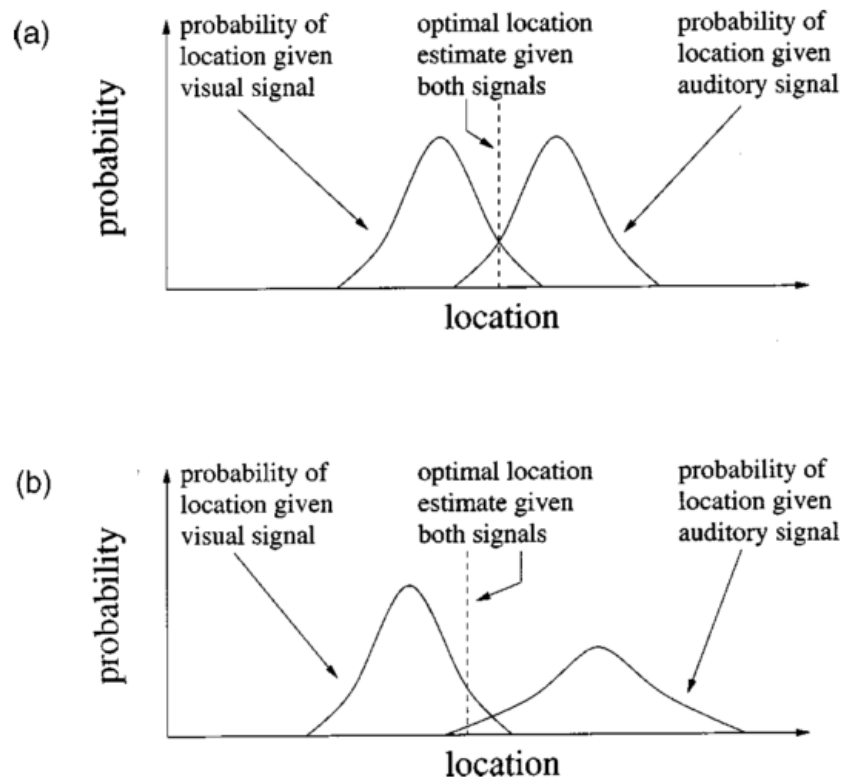 (a)
probability of
location given
visual signal
optimal location
estimate given
both signals
probability of
location given
auditory signal
probability
location
(b)
probability of
location given
visual signal
optimal location
estimate given
both signals
probability of
location given
auditory signal
probability
location